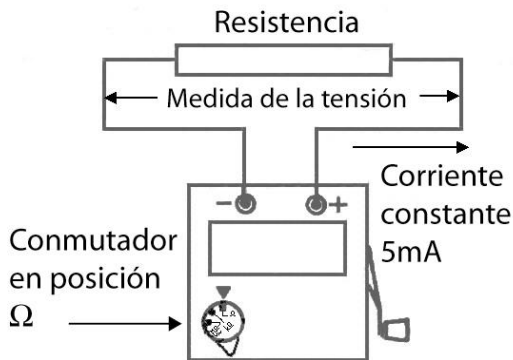 Resistencia
Medida de la tensión
- +
Corriente
constante
5mA
Conmutador
en posición
Ω